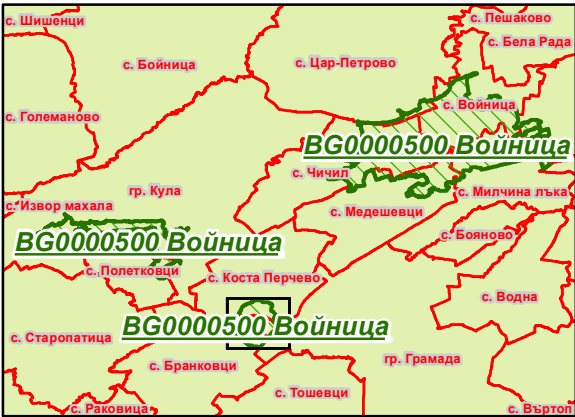 с. Шишенци
с. Пешаково
с. Бела Рада
с. Бойница
с. Цар-Петрово
с. Войница
с. Големаново
BG0000500 Войница
с. Чичил
гр. Кула
с. Милчина лъка
с. Извор махала
с. Медешевци
с. Бояново
BG0000500 Войница
с. Полетковци
с. Коста Перчево
с. Водна
BG0000500 Войница
с. Старопатица
с. Бранковци
гр. Грамада
с. Тошевци
с. Раковица
с. Въртоп